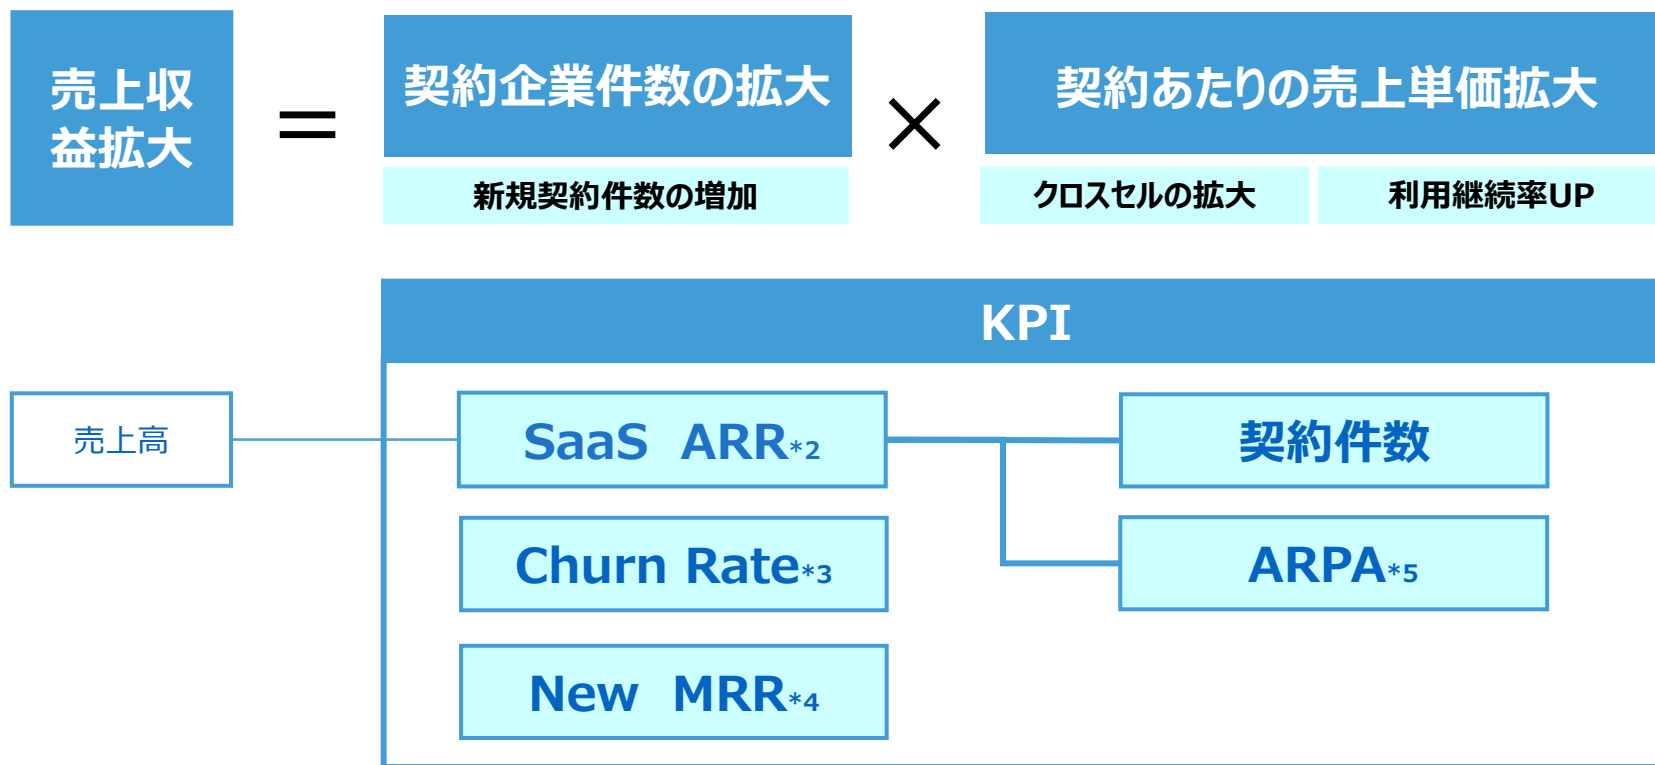 売上収
益拡大
=
契約企業件数の拡大
×
契約あたりの売上単価拡大
新規契約件数の増加
クロスセルの拡大
利用継続率UP
KPI
売上高
SaaS ARR*2
契約件数
Churn Rate*3
ARPA*5
New MRR*4